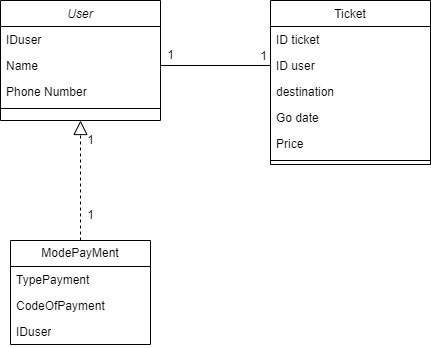 User
IDuser
Name
Phone Number
1
1
Ticket
ID ticket
ID user
destination
Go date
Price
1
1
ModePayMent
TypePayment
CodeOfPayment
IDuser